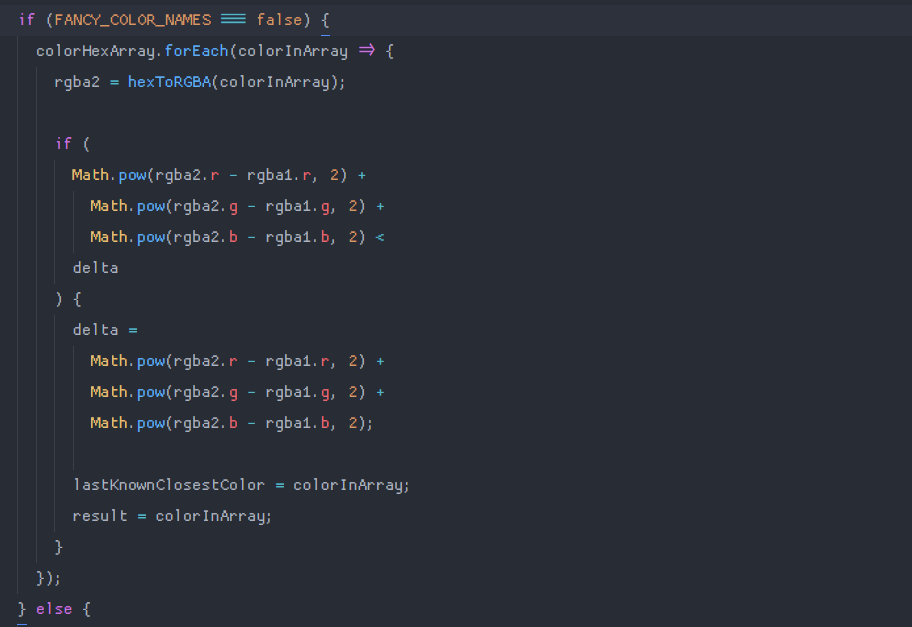 if (FANCY_COLOR_NAMES === false) {
colorHexArray.forEach(colorInArray => {
rgba2 = hexToRGBA(colorInArray);
if (
Math.pow(rgba2.r - rgba1.r, 2) +
Math.pow(rgba2.g - rgba1.g, 2) +
Math.pow(rgba2.b - rgba1.b, 2) <
delta
) {
delta =
Math.pow(rgba2.r - rgba1.r, 2) +
Math.pow(rgba2.g - rgba1.g, 2) +
Math.pow(rgba2.b - rgba1.b, 2);
lastKnownClosestColor = colorInArray;
result = colorInArray;
}
});
} else {